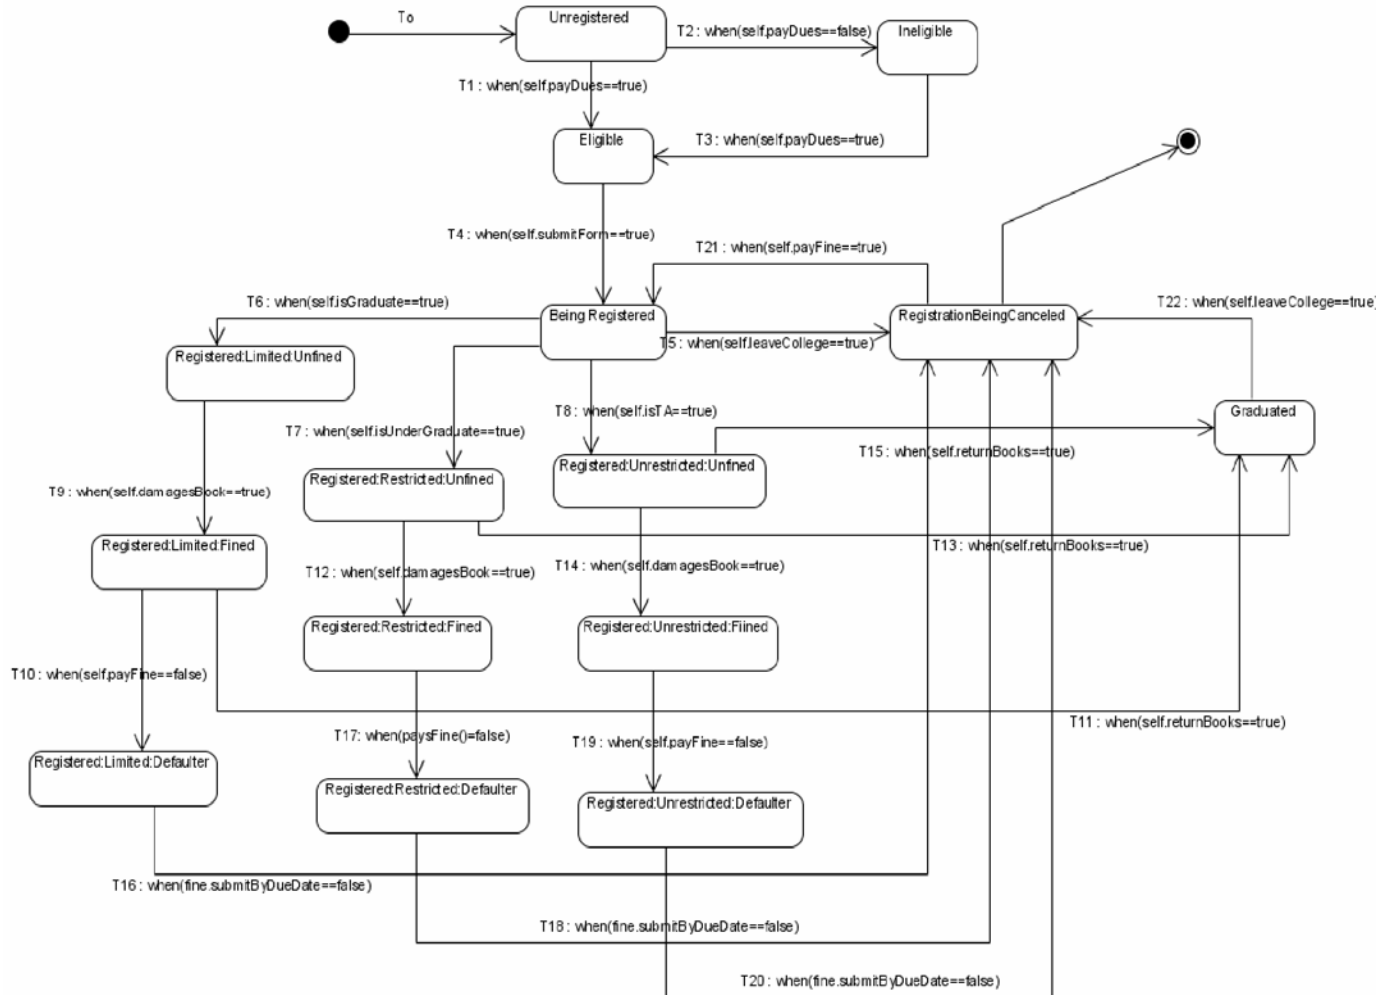 To
Unregistered
T2 : when(self.payDues==false)
Ineligible
T1 : when(self.payDues==true)
Eligible
T3 : when(self.payDues==true)
T4 : when(self.submitForm==true)
T21 : when(self.payFine==true)
T6 : when(self.isGraduate==true)
Being Registered
RegistrationBeingCanceled
T22 : when(self.leaveCollege==true)
T5 : when(self.leaveCollege==true)
Registered:Limited:Unfined
T8 : when(self.isTA==true)
Graduated
T7 : when(self.isUnderGraduate==true)
T15 : when(self.returnBooks==true)
Registered:Restricted:Unfined
Registered:Unrestricted:Unfined
T9 : when(self.damagesBook==true)
Registered:Limited:Fined
T13 : when(self.returnBooks==true)
T12 : when(self.damagesBook==true)
T14 : when(self.damagesBook==true)
Registered:Restricted:Fined
Registered:Unrestricted:Fiined
T10 : when(self.payFine==false)
T11 : when(self.returnBooks==true)
T17 : when(paysFine()=false)
T19 : when(self.payFine==false)
Registered:Limited:Defaulter
Registered:Restricted:Defaulter
Registered:Unrestricted:Defaulter
T16 : when(fine.submitByDueDate==false)
T18 : when(fine.submitByDueDate==false)
T20 : when(fine.submitByDueDate==false)